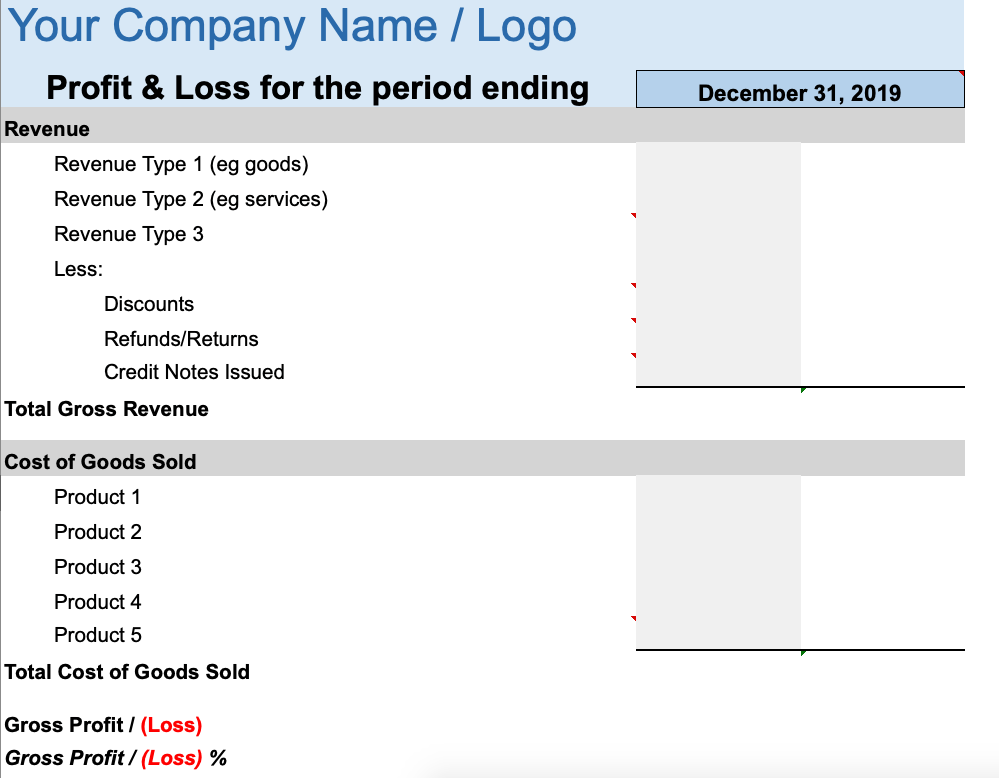 Your Company Name / Logo
Profit & Loss for the period ending December 31, 2019
Revenue
Revenue Type 1 (eg goods)
Revenue Type 2 (eg services)
Revenue Type 3
Less:
Discounts
Refunds/Returns
Credit Notes Issued
Total Gross Revenue
Cost of Goods Sold
Product 1
Product 2
Product 3
Product 4
Product 5
Total Cost of Goods Sold
Gross Profit / (Loss)
Gross Profit / (Loss) %